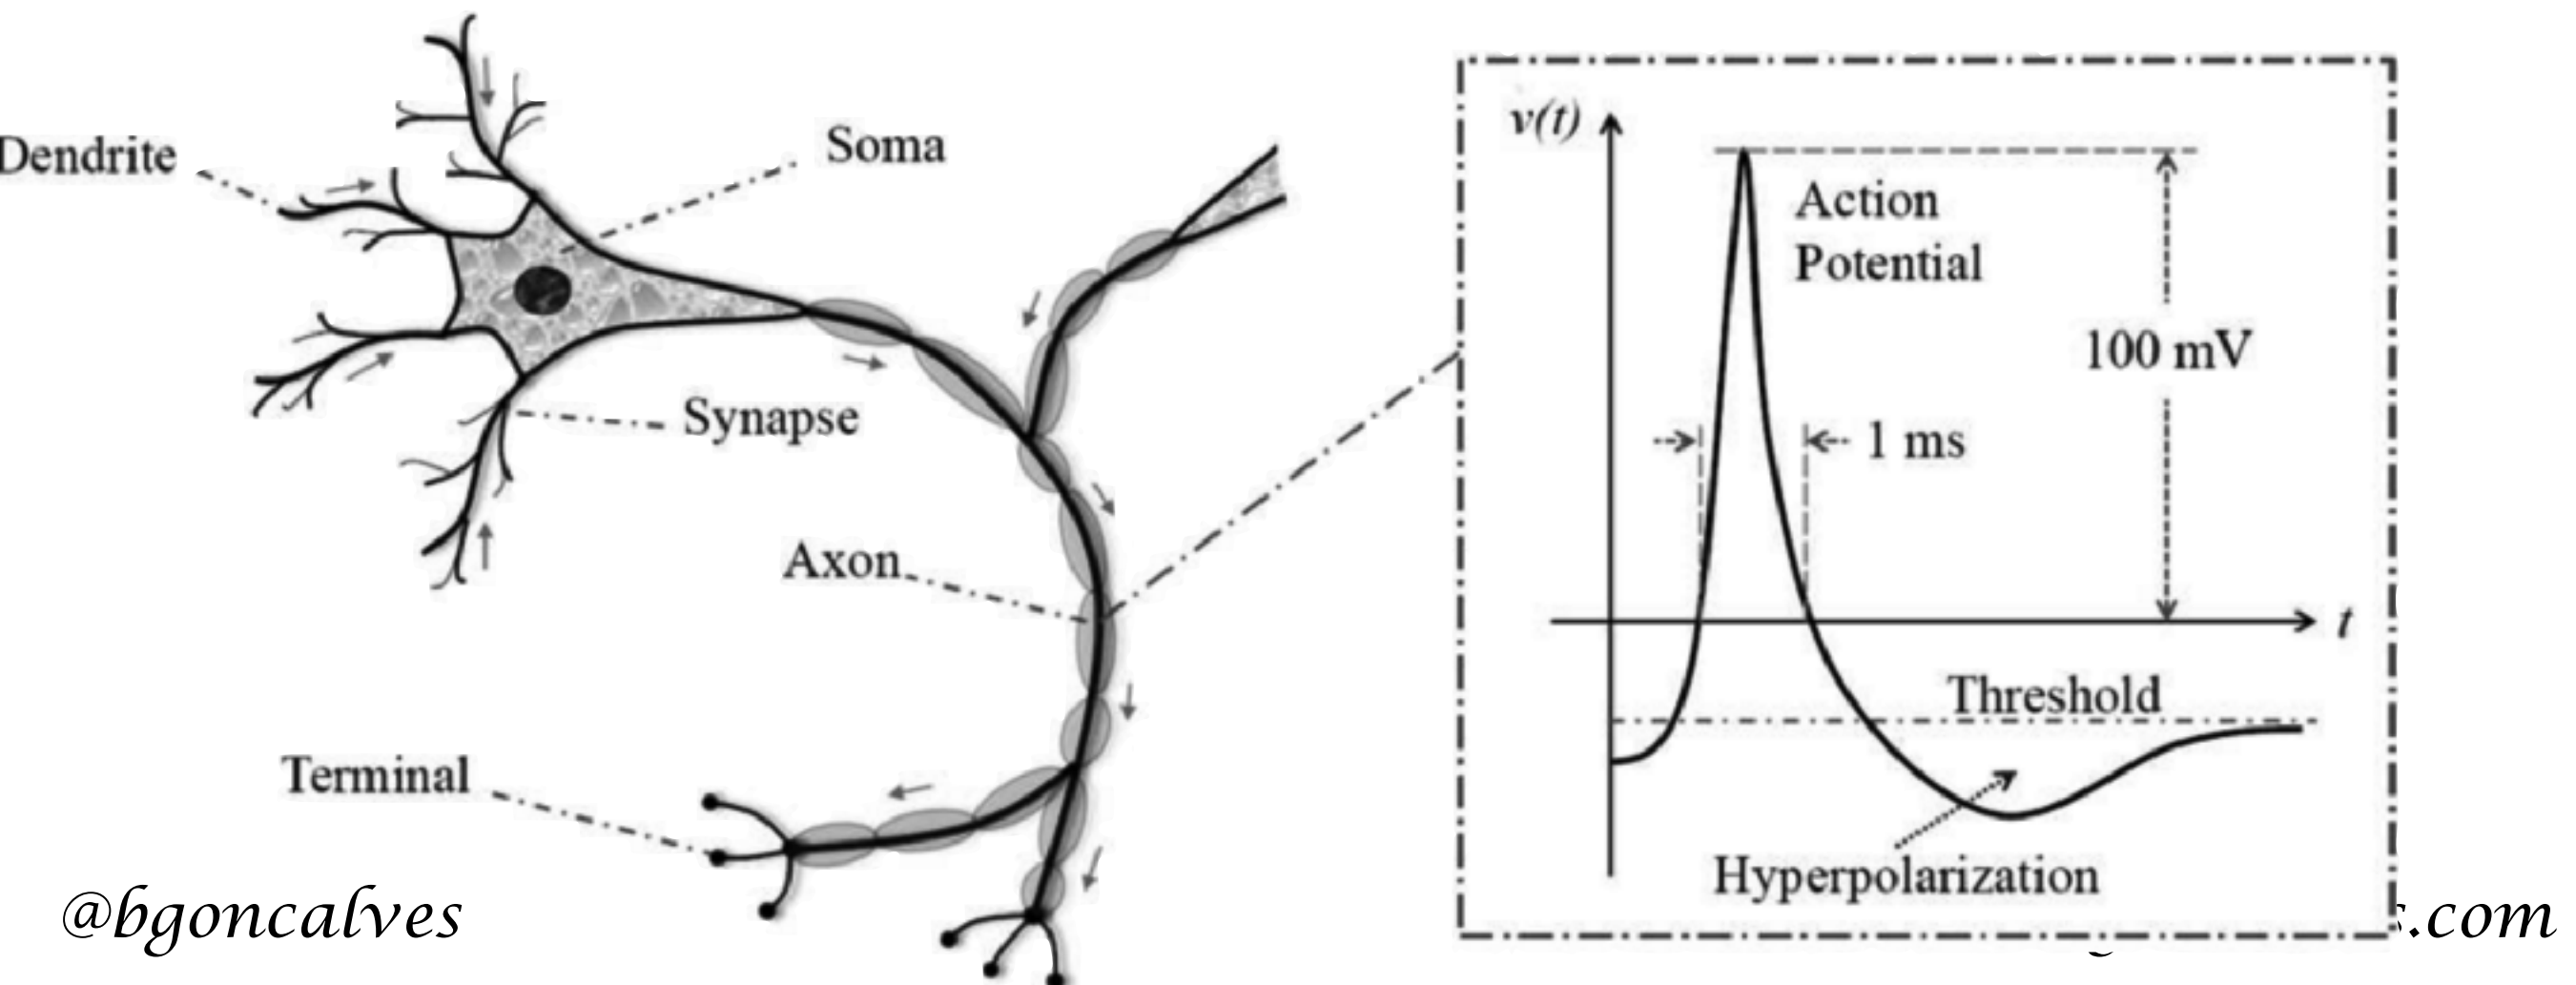 Dendrite
Soma
Synapse
Axon
Terminal
@bgoncalves
v(t)
Action
Potential
100 mV
1 ms
t
Threshold
Hyperpolarization
.com